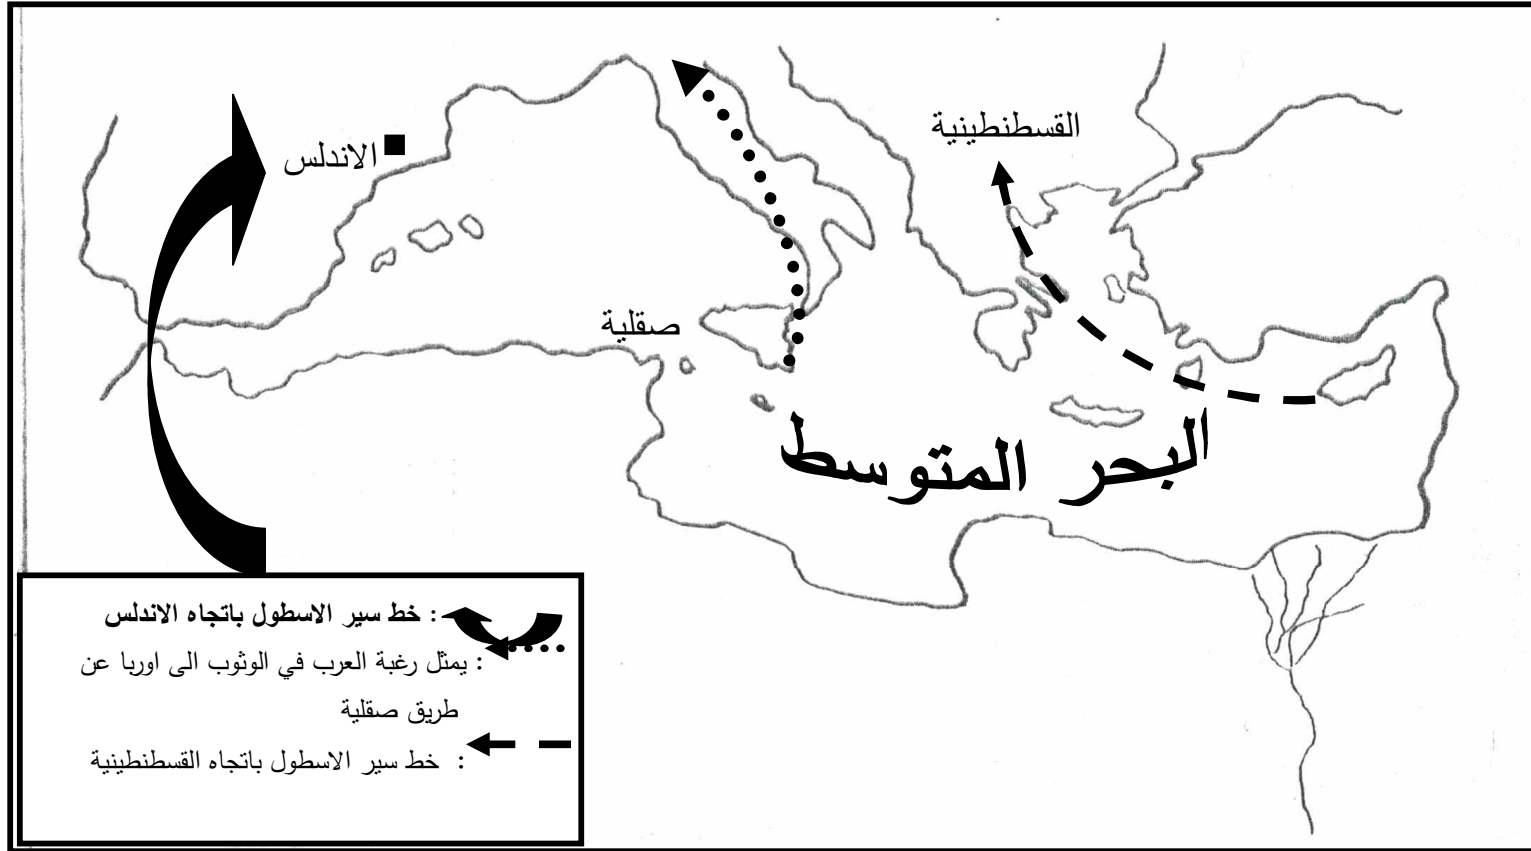 القسطنطينية
الاندلس
صقلية
البحر المتوسط
: خط سير الاسطول باتجاه الاندلس
: يمثل رغبة العرب في الوثوب الى اوربا عن
طريق صقلية
: خط سير الاسطول باتجاه القسطنطينية